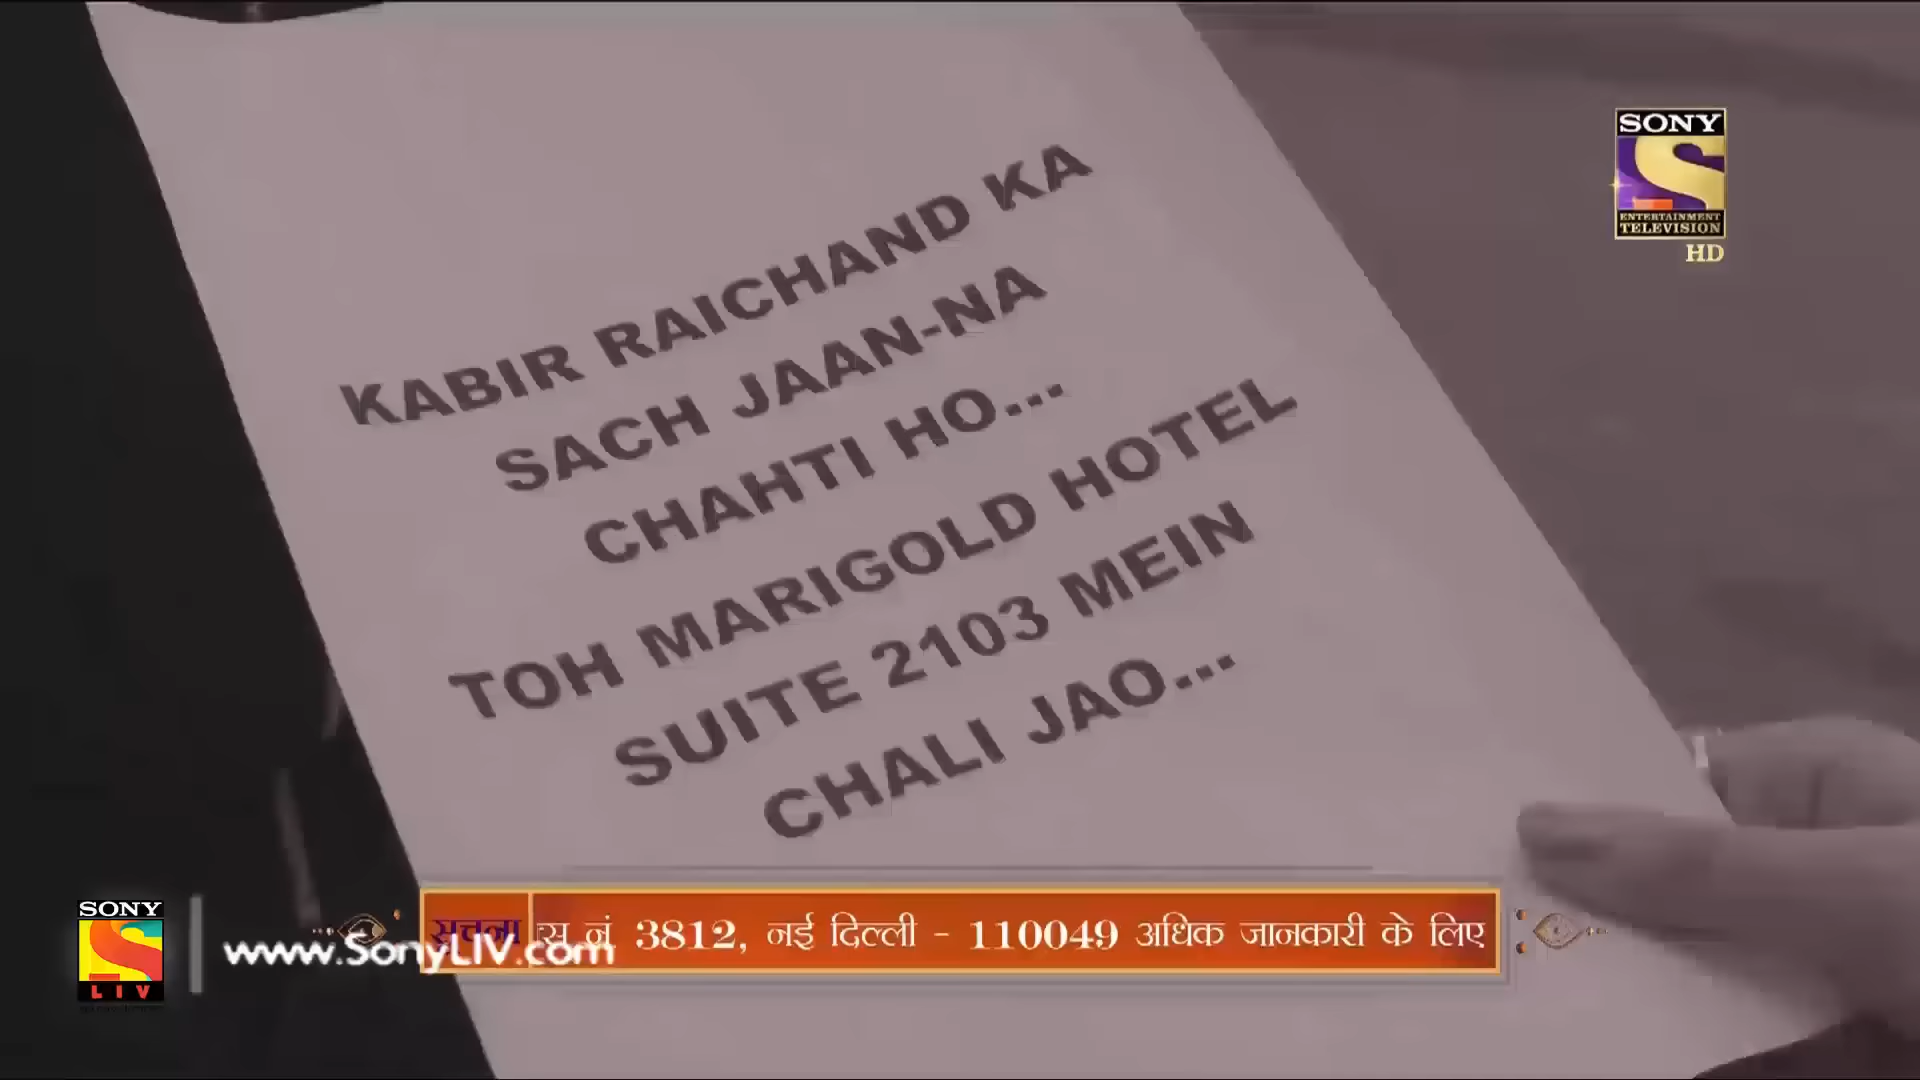 KABIR RAICHAND KA
SACH JAAN-NA
CHAHTI HO...
TOH MARIGOLD HOTEL
SUITE 2103 MEIN
CHALI JAO...
SONY
ENTERTAINMENT
TELEVISION
HD
सूचना
स नं. 3812, नई दिल्ली - 110049 अधिक जानकारी के लिए
SONY
LIV
www.SonyLIV.com